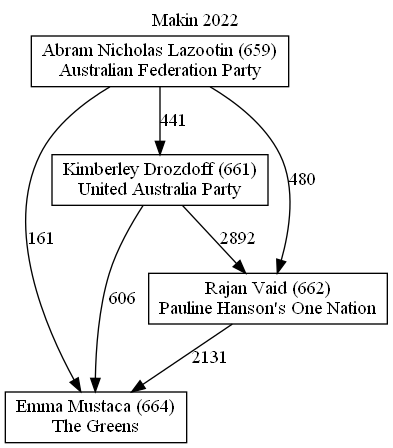 Makin 2022
Abram Nicholas Lazootin (659)
Australian Federation Party
441
Kimberley Drozdoff (661)
United Australia Party
480
161
606
2892
Rajan Vaid (662)
Pauline Hanson's One Nation
2131
Emma Mustaca (664)
The Greens